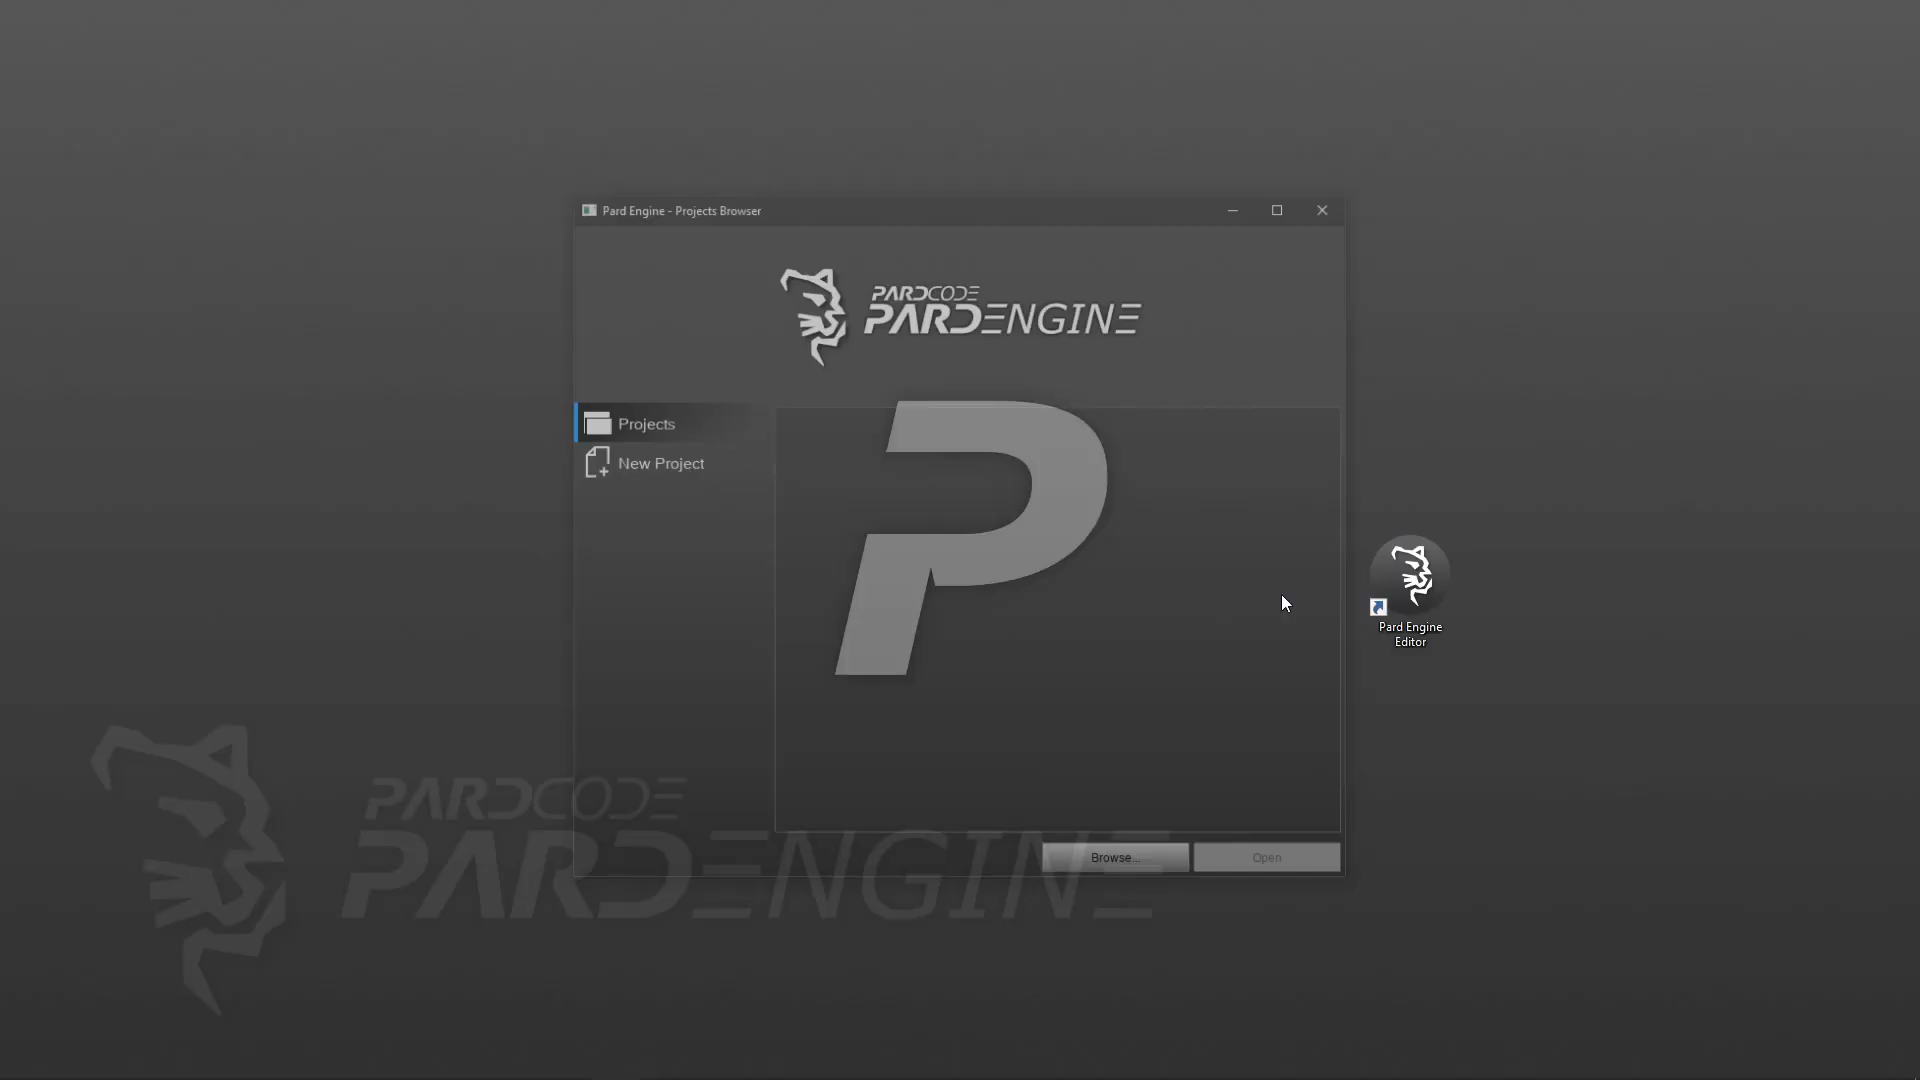 Pard Engine - Projects Browser
PARDCODE
PARDENGINE
Projects
New Project
P
Pard Engine
Editor
PARDCODE
PARDENGINE
Browse...
Open